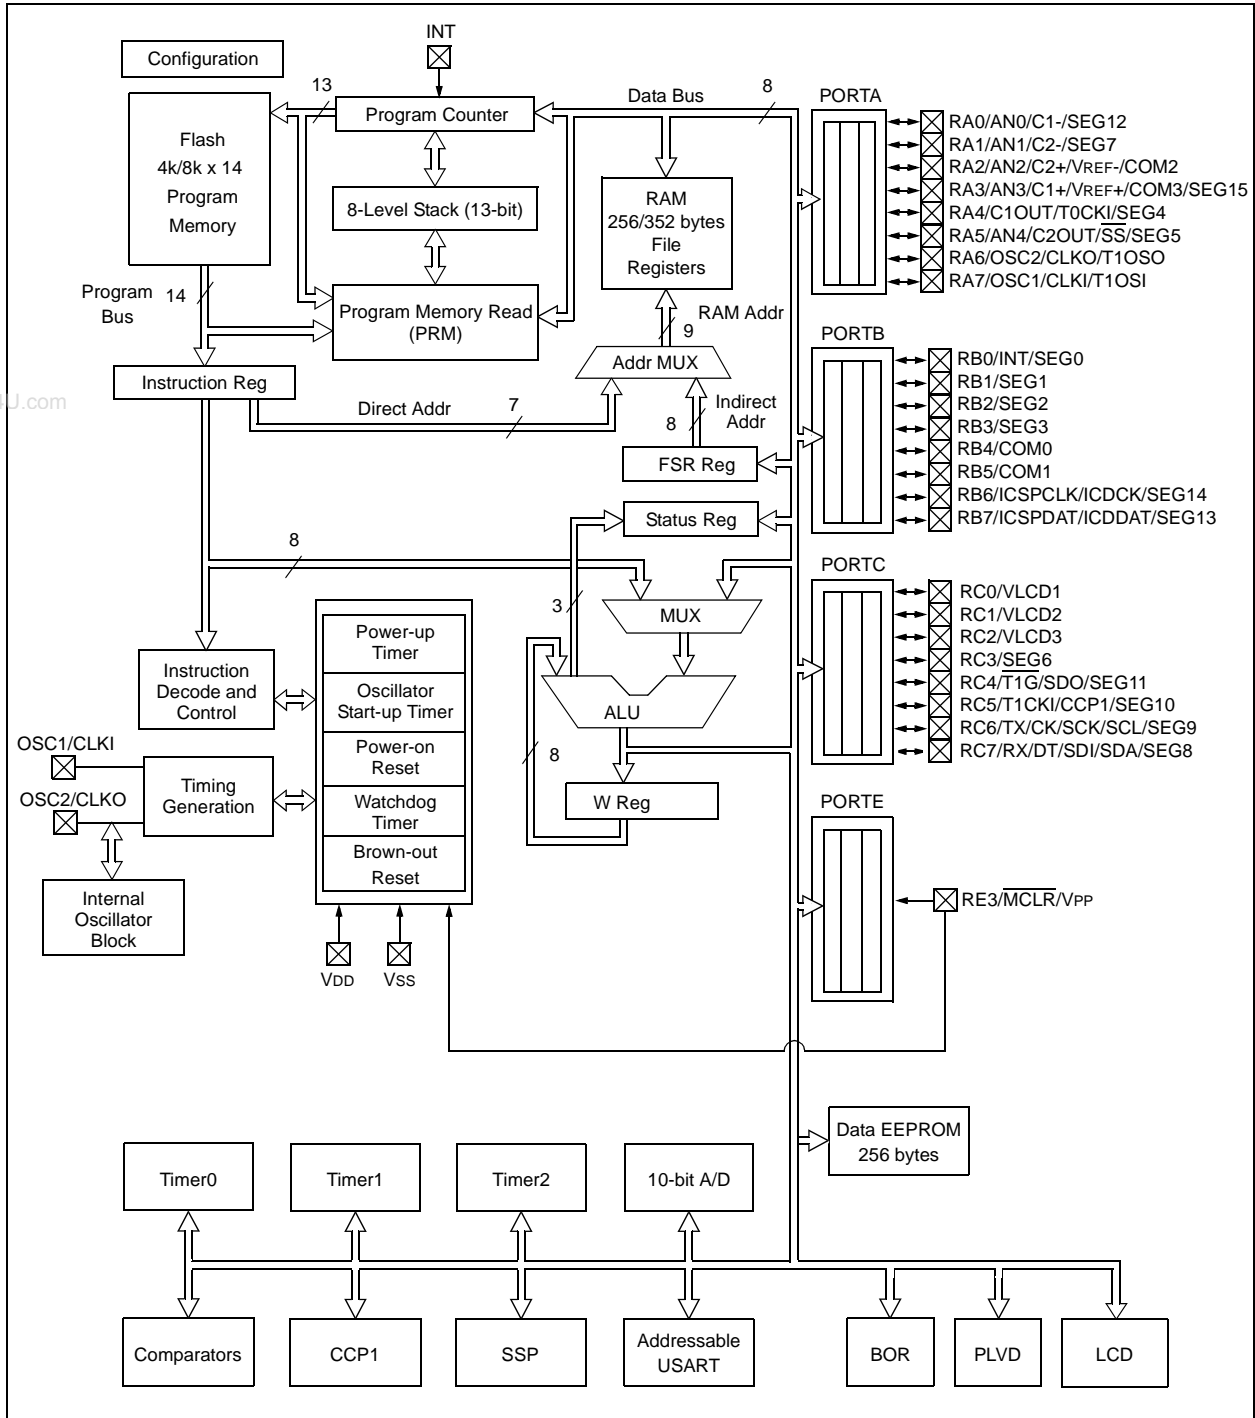 INT
Configuration
13
Data Bus
8
PORTA
Program Counter
Flash
4k/8k x 14
Program
Memory
8-Level Stack (13-bit)
RAM
256/352 bytes
File
Registers
RA0/AN0/C1-/SEG12
RA1/AN1/C2-/SEG7
RA2/AN2/C2+/VREF-/COM2
RA3/AN3/C1+/VREF+/COM3/SEG15
RA4/C1OUT/T0CKI/SEG4
RA5/AN4/C2OUT/SS/SEG5
RA6/OSC2/CLKO/T1OSO
RA7/OSC1/CLKI/T1OSI
Program
Bus
14
Program Memory Read
(PRM)
RAM Addr
9
PORTB
Addr MUX
Instruction Reg
4U.com
Direct Addr
7
Indirect
Addr
8
FSR Reg
RB0/INT/SEG0
RB1/SEG1
RB2/SEG2
RB3/SEG3
RB4/COM0
RB5/COM1
RB6/ICSPCLK/ICDCK/SEG14
RB7/ICSPDAT/ICDDAT/SEG13
Status Reg
8
3
MUX
PORTC
RC0/VLCD1
RC1/VLCD2
RC2/VLCD3
RC3/SEG6
RC4/T1G/SDO/SEG11
RC5/T1CKI/CCP1/SEG10
RC6/TX/CK/SCK/SCL/SEG9
RC7/RX/DT/SDI/SDA/SEG8
Power-up
Timer
Oscillator
Start-up Timer
Power-on
Reset
Watchdog
Timer
Brown-out
Reset
Instruction
Decode and
Control
ALU
8
W Reg
OSC1/CLKI
OSC2/CLKO
Timing
Generation
Internal
Oscillator
Block
VDD
VSS
PORTE
RE3/MCLR/VPP
Data EEPROM
256 bytes
Timer0
Timer1
Timer2
10-bit A/D
Comparators
CCP1
SSP
Addressable
USART
BOR
PLVD
LCD